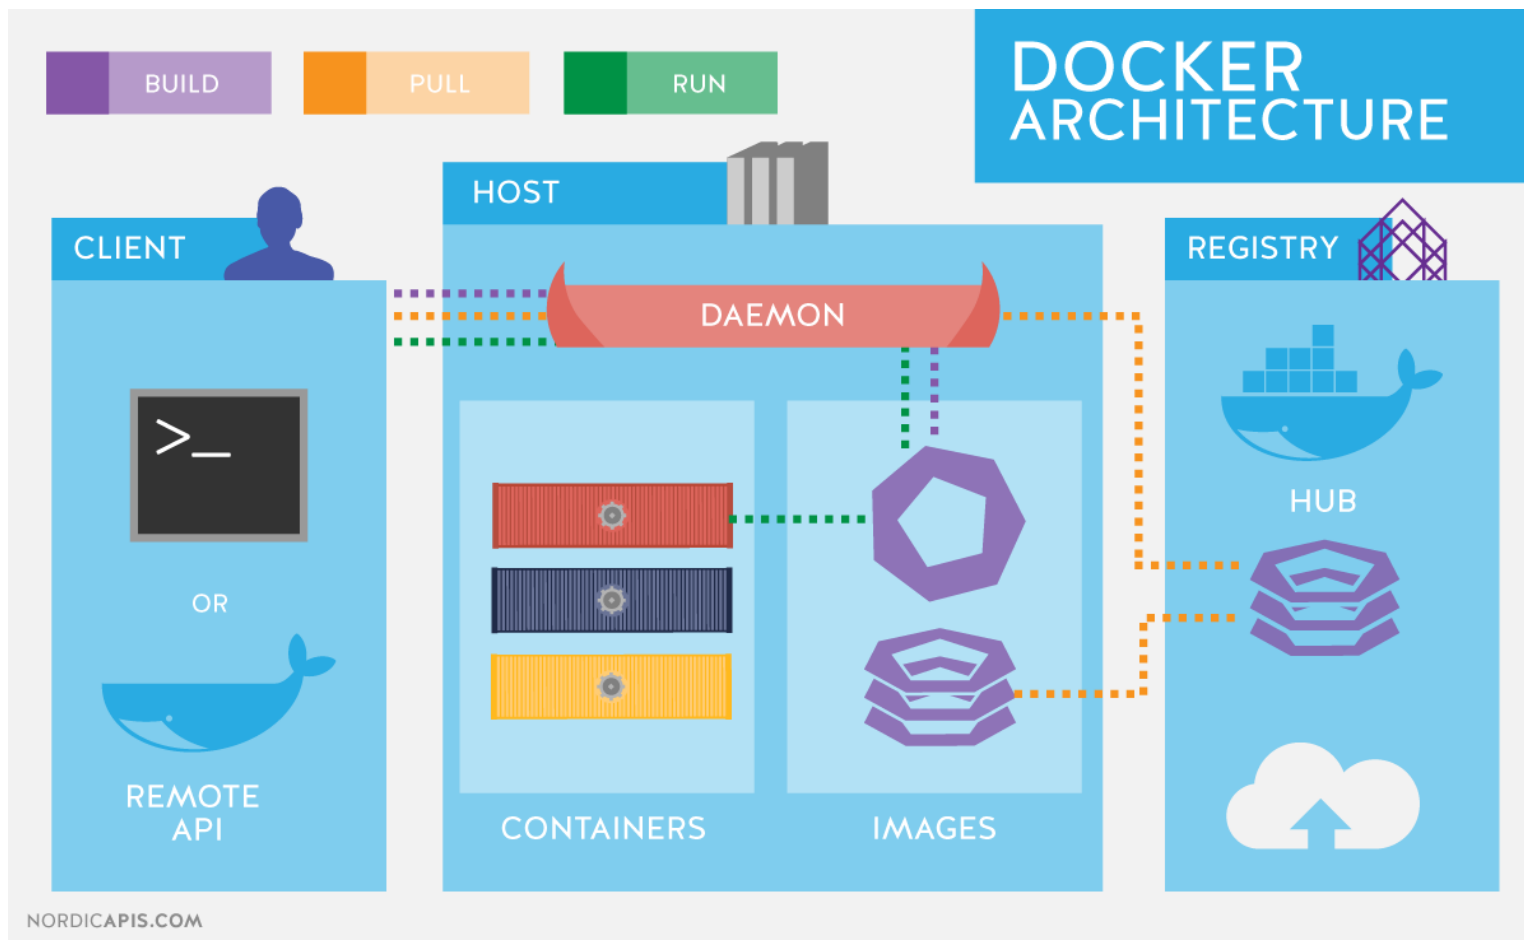 BUILD
PULL
RUN
DOCKER
ARCHITECTURE
CLIENT
HOST
REGISTRY
DAEMON
>_
HUB
OR
REMOTE
API
CONTAINERS
IMAGES
NORDICAPIS.COM